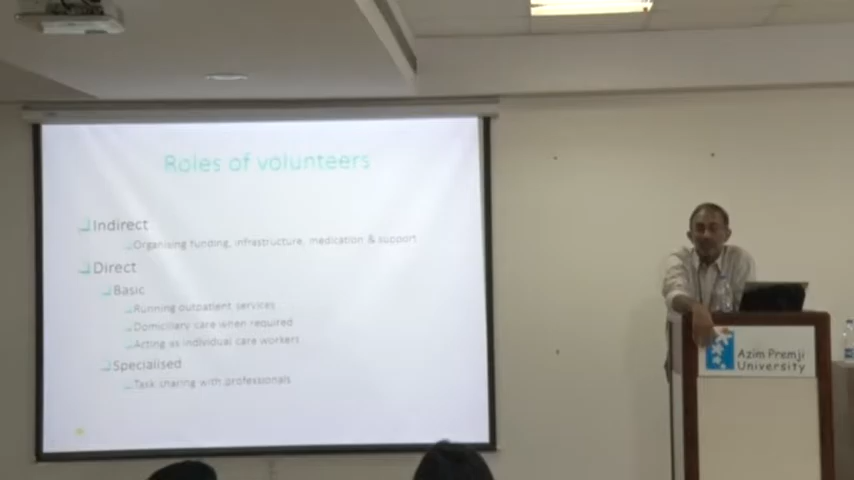 Roles of volunteers
Indirect
Organising funding, infrastructure, medication & support
Direct
Basic
Running outpatient services
Domiciliary care when required
Acting as individual care workers
Specialised
Task sharing with professionals
Azim Premji
University